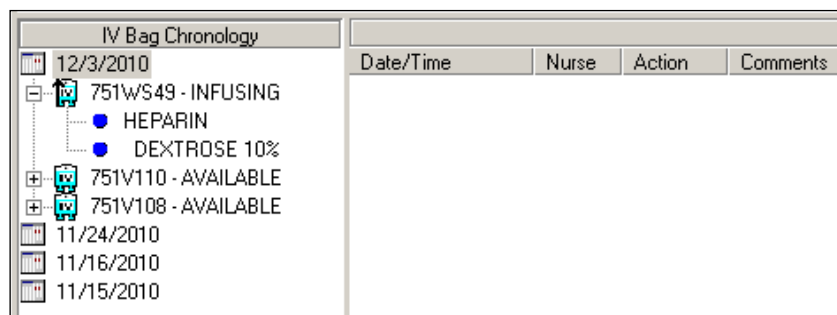 IV Bag Chronology
Date/Time Nurse Action Comments
12/3/2010
751WS49 - INFUSING
HEPARIN
DEXTROSE 10%
751V110 - AVAILABLE
751V108 - AVAILABLE
11/24/2010
11/16/2010
11/15/2010